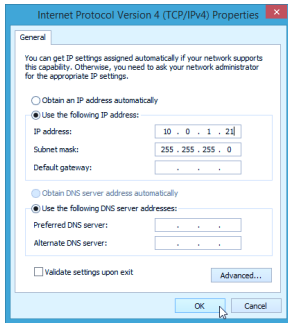 Internet Protocol Version 4 (TCP/IPv4) Properties
General
You can get IP settings assigned automatically if your network supports
this capability. Otherwise, you need to ask your network administrator
for the appropriate IP settings.
Obtain an IP address automatically
Use the following IP address:
IP address: 10 . 0 . 1 . 21
Subnet mask: 255 . 255 . 255 . 0
Default gateway: . . .
Obtain DNS server address automatically
Use the following DNS server addresses:
Preferred DNS server: . . .
Alternate DNS server: . . .
Validate settings upon exit
Advanced...
OK Cancel